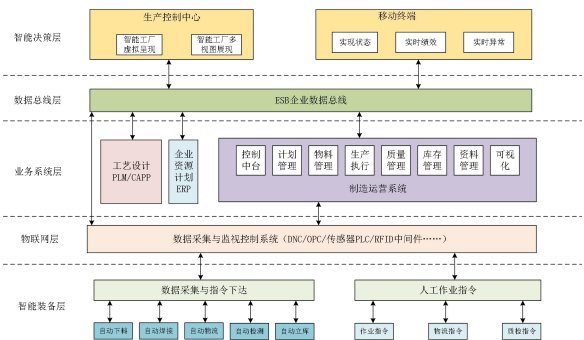 生产控制中心
移动终端
智能决策层
智能工厂
虚拟呈现
智能工厂多
视图展现
实现状态
实时绩效
实时异常
数据总线层
ESB企业数据总线
业务系统层
工艺设计
PLM/CAPP
企业
资源
计划
ERP
控制
中台
计划
管理
物料
管理
生产
执行
质量
管理
库存
管理
资料
管理
可视
化
制造运营系统
物联网层
数据采集与监视控制系统（DNC/OPC/传感器PLC/RFID中间件……）
智能装备层
数据采集与指令下达
人工作业指令
自动下料
自动焊接
自动物流
自动检测
自动立库
作业指令
物流指令
质检指令